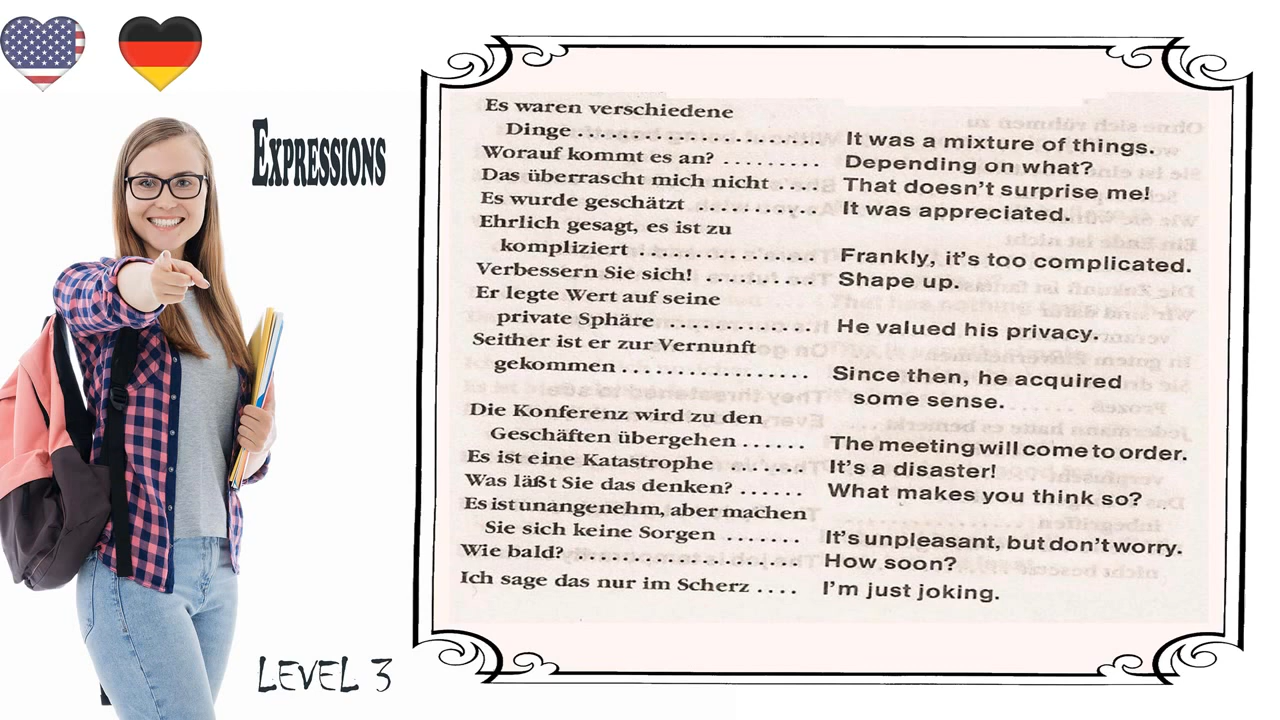 EXPRESSIONS
LEVEL 3
Es waren verschiedene
Dinge .......................... It was a mixture of things.
Worauf kommt es an? ......... Depending on what?
Das überrascht mich nicht .... That doesn't surprise me!
Es wurde geschätzt ............ It was appreciated.
Ehrlich gesagt, es ist zu
kompliziert .................... Frankly, it's too complicated.
Verbessern Sie sich! .......... Shape up.
Er legte Wert auf seine
private Sphäre ............... He valued his privacy.
Seither ist er zur Vernunft
gekommen .................. Since then, he acquired
some sense.
Die Konferenz wird zu den
Geschäften übergehen ...... The meeting will come to order.
Es ist eine Katastrophe ........ It's a disaster!
Was läßt Sie das denken? ...... What makes you think so?
Es ist unangenehm, aber machen
Sie sich keine Sorgen ....... It's unpleasant, but don't worry.
Wie bald? ....................... How soon?
Ich sage das nur im Scherz .... I'm just joking.